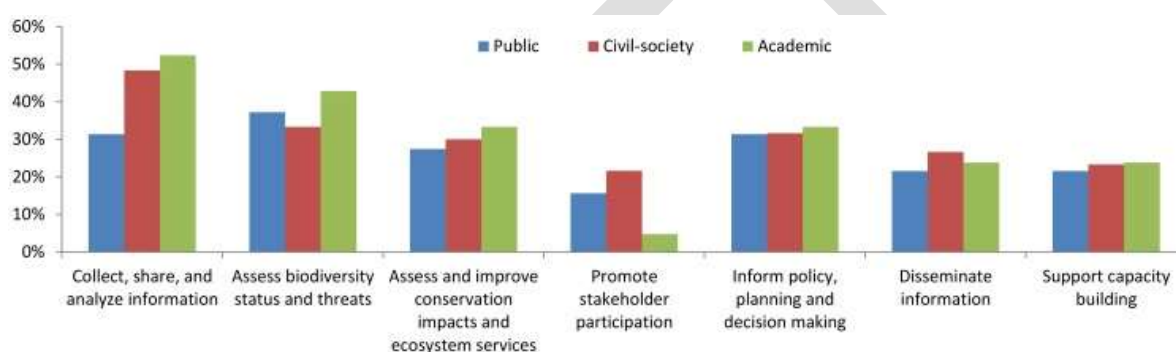 60%
50%
40%
30%
20%
10%
0%
Public
Civil-society
Academic
Collect, share, and
analyze information
Assess biodiversity
status and threats
Assess and improve
conservation
impacts and
ecosystem services
Promote
stakeholder
participation
Inform policy,
planning and
decision making
Disseminate
information
Support capacity
building